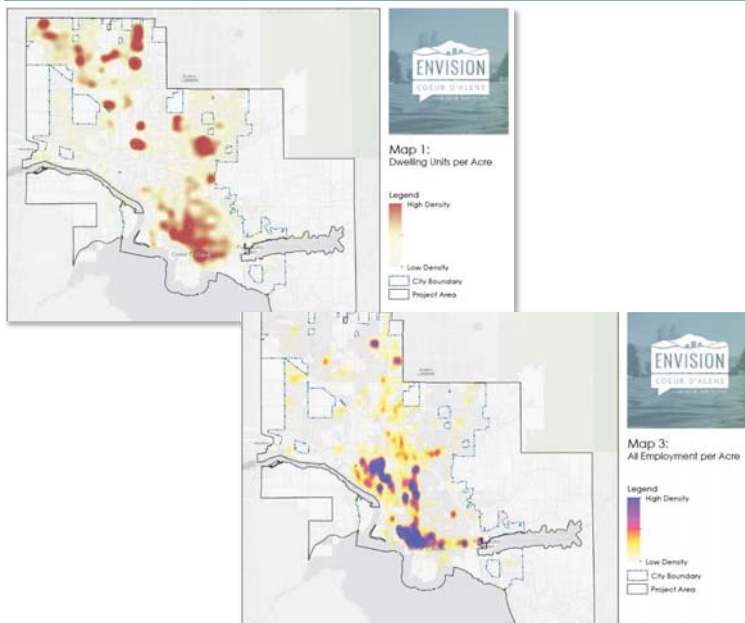 ENVISION
COEUR D'ALENE
Map 1:
Dwelling Units per Acre
Legend
High Density
Low Density
City Boundary
Project Area
ENVISION
COEUR D'ALENE
Map 3:
All Employment per Acre
Legend
High Density
Low Density
City Boundary
Project Area